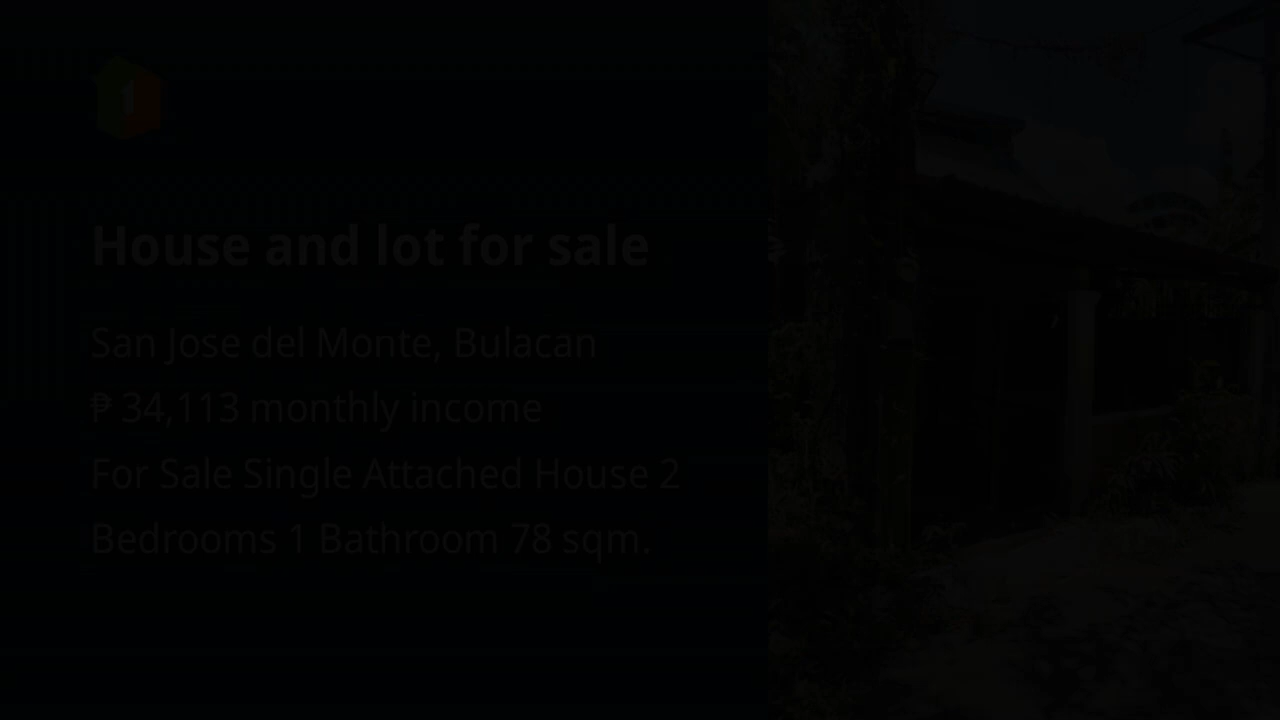 House and lot for sale
San Jose del Monte, Bulacan
₱ 34,113 monthly income
For Sale Single Attached House 2
Bedrooms 1 Bathroom 78 sqm.